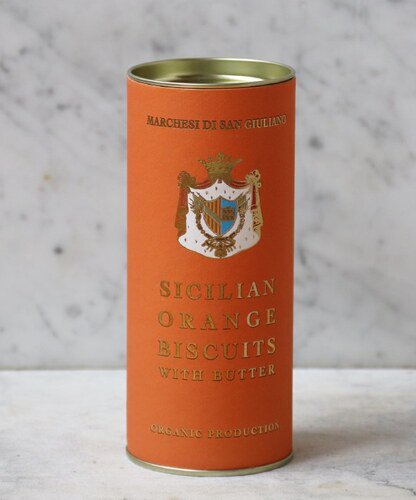 MARCHESI DI SAN GIULIANO
SICILIAN
ORANGE
BISCUITS
WITH BUTTER
ORGANIC PRODUCTION